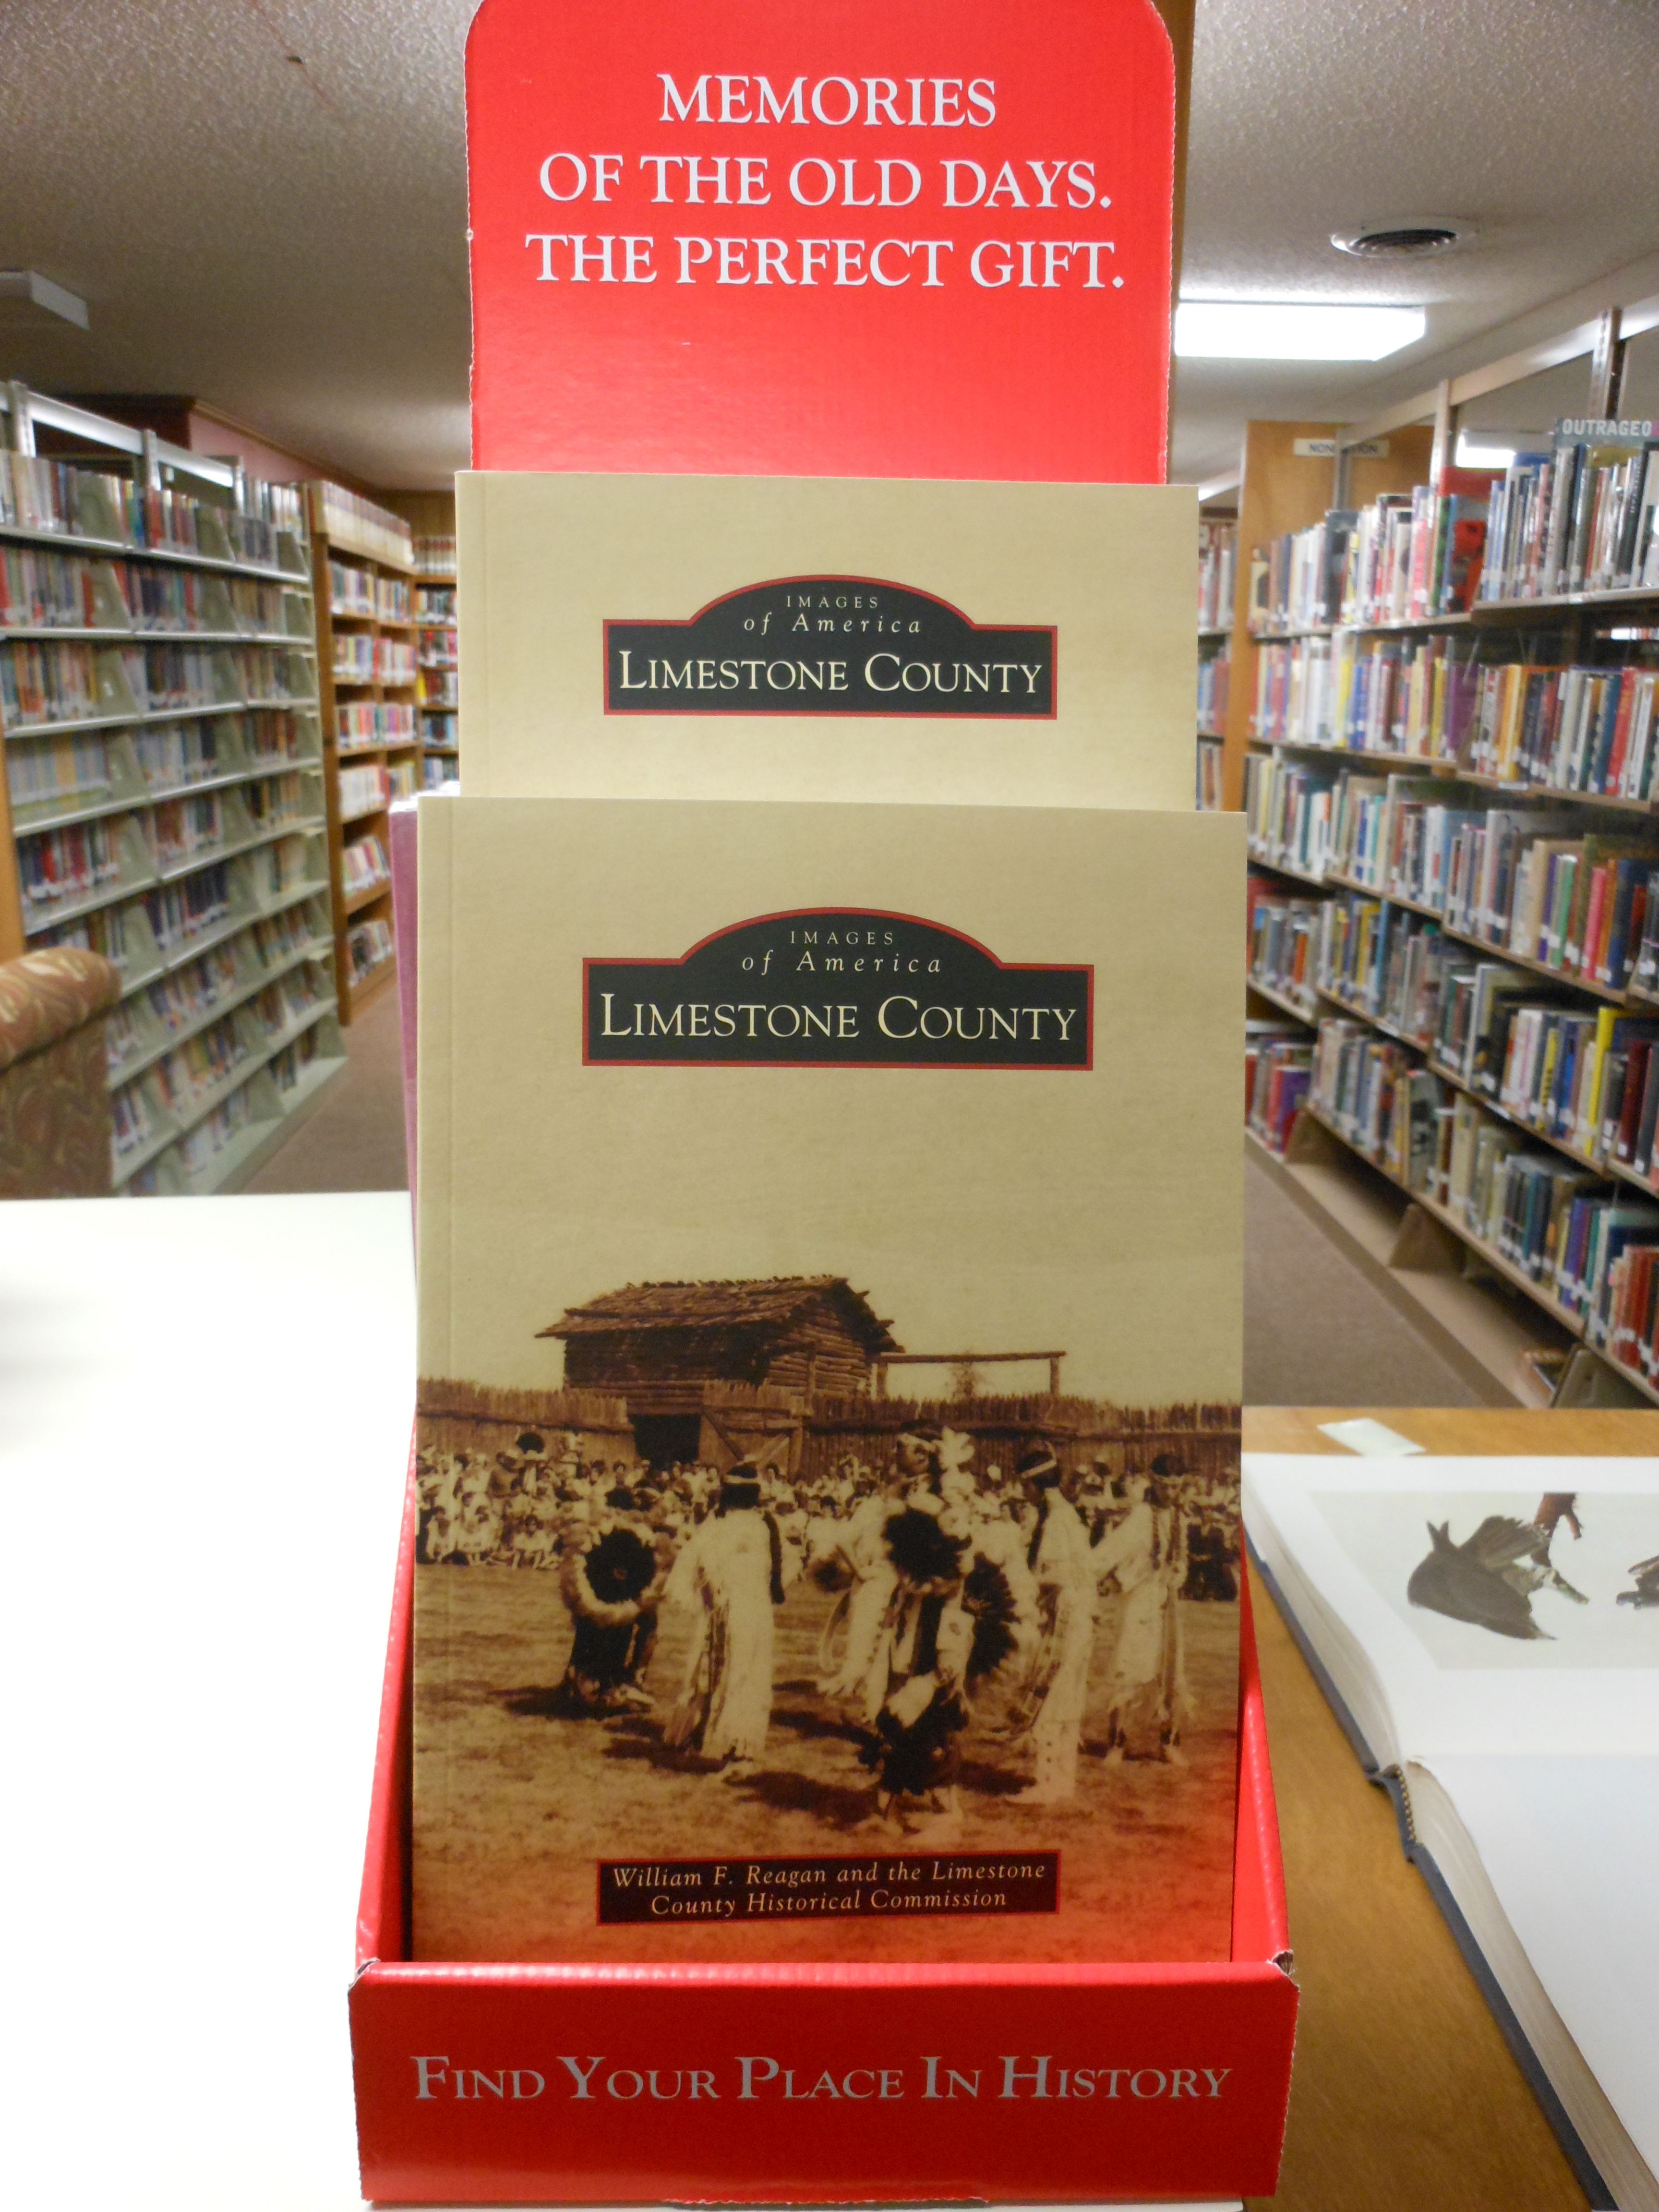 MEMORIES
OF THE OLD DAYS.
THE PERFECT GIFT.
IMAGES
of America
LIMESTONE COUNTY
IMAGES
of America
LIMESTONE COUNTY
William F. Reagan and the Limestone
County Historical Commission
FIND YOUR PLACE IN HISTORY